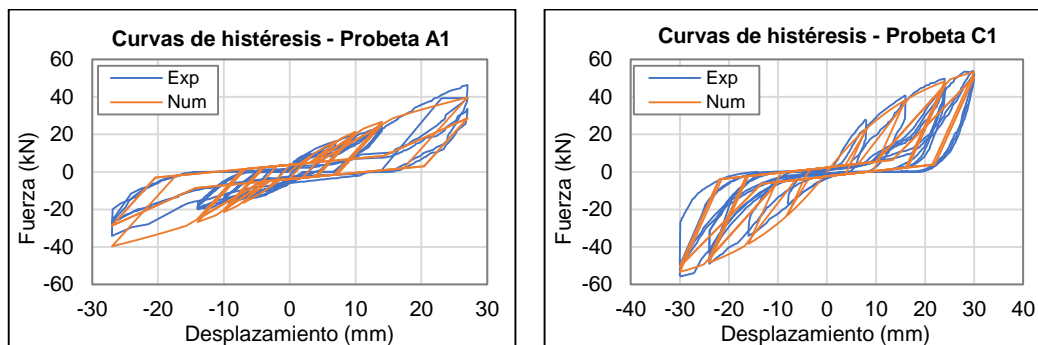 Curvas de histéresis - Probeta A1
Exp
Num
Fuerza (kN)
60
40
20
0
-20
-40
-60
-30 -20 -10 0 10 20 30
Desplazamiento (mm)
Curvas de histéresis - Probeta C1
Exp
Num
Fuerza (kN)
60
40
20
0
-20
-40
-60
-40 -30 -20 -10 0 10 20 30 40
Desplazamiento (mm)